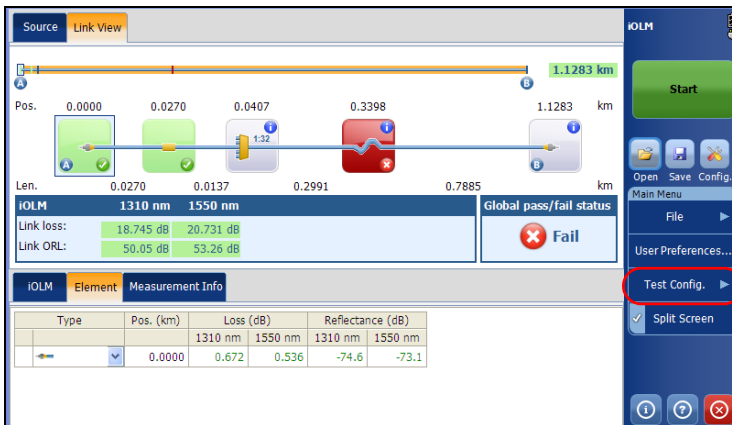 Source Link View
iOLM
1.1283 km
A B
Start
Pos. 0.0000 0.0270 0.0407 0.3398 1.1283 km
1:32
A B
Open Save Config.
Len. 0.0270 0.0137 0.2991 0.7885 km
Main Menu
iOLM 1310 nm 1550 nm Global pass/fail status
File
Link loss: 18.745 dB 20.731 dB
Fail
Link ORL: 50.05 dB 53.26 dB
User Preferences...
iOLM Element Measurement Info
Test Config.
Type Pos. (km) Loss (dB) Reflectance (dB)
Split Screen
1310 nm 1550 nm 1310 nm 1550 nm
0.0000 0.672 0.536 -74.6 -73.1